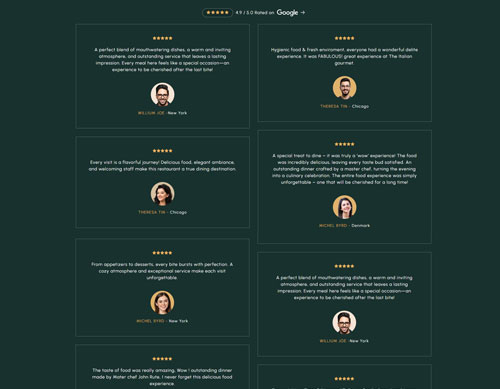 4.9 / 5.0 Rated on Google →
A perfect blend of mouthwatering dishes, a warm and inviting
atmosphere, and outstanding service that leaves a lasting
impression. Every meal here feels like a special occasion—an
experience to be cherished after the last bite!
WILLIUM JOE - New York
Every visit is a flavorful journey! Delicious food, elegant ambiance,
and welcoming staff make this restaurant a true dining destination.
THERESA TIN - Chicago
From appetizers to desserts, every bite bursts with perfection. A
cozy atmosphere and exceptional service make each visit
unforgettable.
MICHEL BYRD - New York
The taste of food was really amazing, Wow ! outstanding dinner
made by Mater chef John Rute, I never forget this delicious food
experience
Hygienic food & fresh enviroment, everyone had a wonderful delite
experience. It was FABULOUS! great experience at The Italian
gourmet
THERESA TIN - Chicago
A special treat to dine – it was truly a 'wow' experience! The food
was incredibly delicious, leaving every taste bud satisfied. An
outstanding dinner crafted by a master chef, turning the evening
into a culinary celebration. The entire food experience was simply
unforgettable – one that will be cherished for a long time!
MICHEL BYRD - Denmark
A perfect blend of mouthwatering dishes, a warm and inviting
atmosphere, and outstanding service that leaves a lasting
impression. Every meal here feels like a special occasion—an
experience to be cherished after the last bite!
WILLIUM JOE - New York